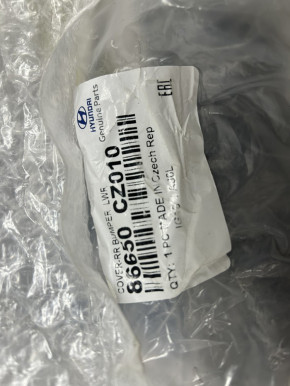 HYUNDAI
Genuine Parts
EAC
COVER-RR BUMPER LWR
86650 CZ010
QTY: 1 PC MADE IN Czech Rep